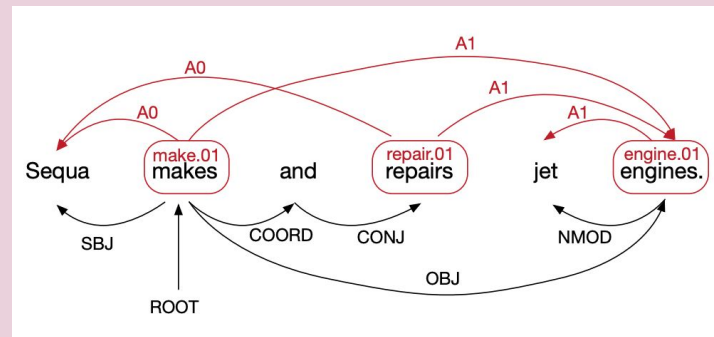 A1
A0
A1
A0
A1
make.01
repair.01
engine.01
Sequa makes and repairs jet engines.
SBJ
COORD
CONJ
NMOD
OBJ
ROOT